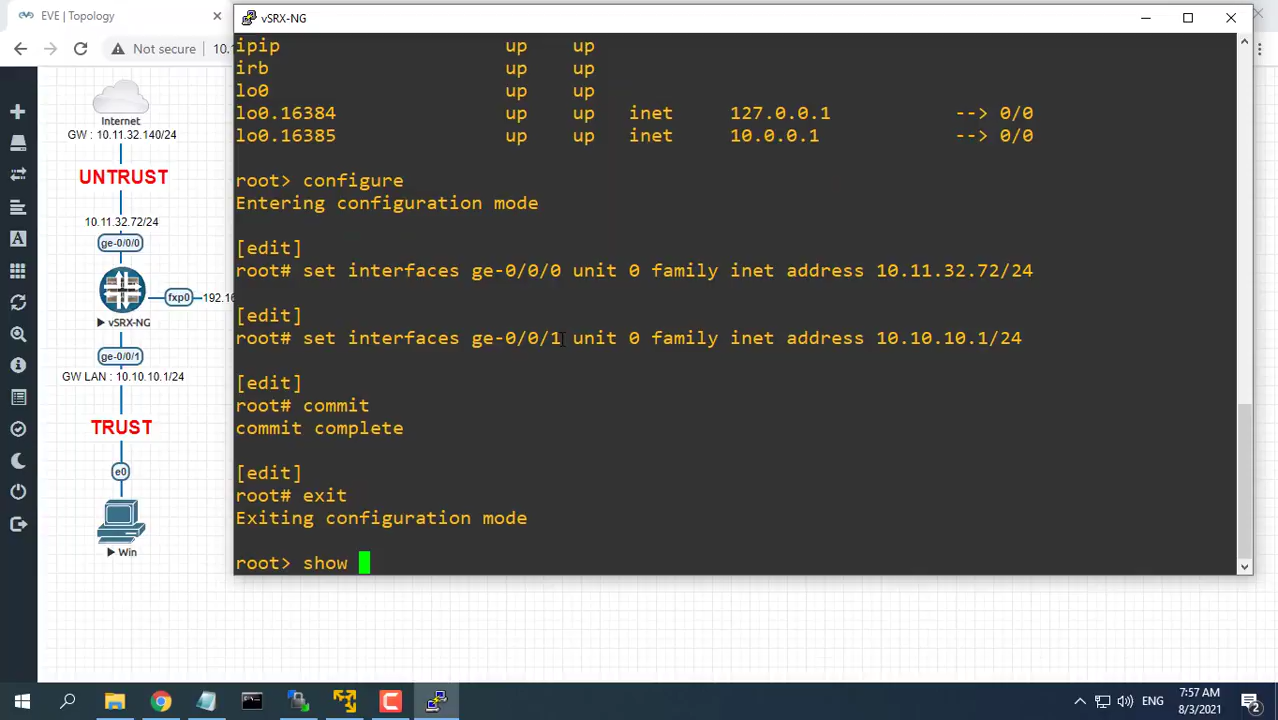 EVE | Topology
Not secure
10.1
Internet
GW : 10.11.32.140/24
UNTRUST
10.11.32.72/24
ge-0/0/0
fxp0
192.16
vSRX-NG
ge-0/0/1
GW LAN : 10.10.10.1/24
TRUST
e0
Win
vSRX-NG
ipip up up
irb up up
lo0 up up
lo0.16384 up up inet 127.0.0.1 --> 0/0
lo0.16385 up up inet 10.0.0.1 --> 0/0
root> configure
Entering configuration mode
[edit]
root# set interfaces ge-0/0/0 unit 0 family inet address 10.11.32.72/24
[edit]
root# set interfaces ge-0/0/1 unit 0 family inet address 10.10.10.1/24
[edit]
root# commit
commit complete
[edit]
root# exit
Exiting configuration mode
root> show
ENG
7:57 AM
8/3/2021
2